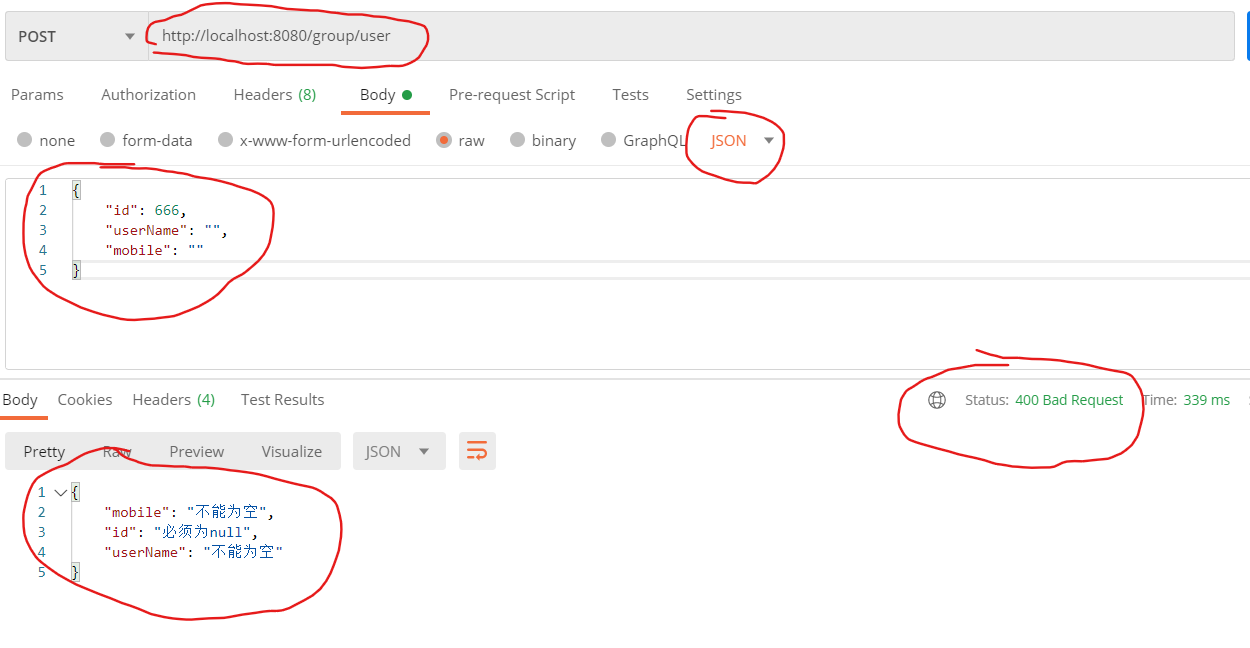 POST http://localhost:8080/group/user
Params Authorization Headers (8) Body Pre-request Script Tests Settings
none form-data x-www-form-urlencoded raw binary GraphQL JSON
1 {
2 "id": 666,
3 "userName": "",
4 "mobile": ""
5 }
Body Cookies Headers (4) Test Results Status: 400 Bad Request Time: 339 ms
Pretty Raw Preview Visualize JSON
1 {
2 "mobile": "不能为空",
3 "id": "必须为null",
4 "userName": "不能为空"
5 }